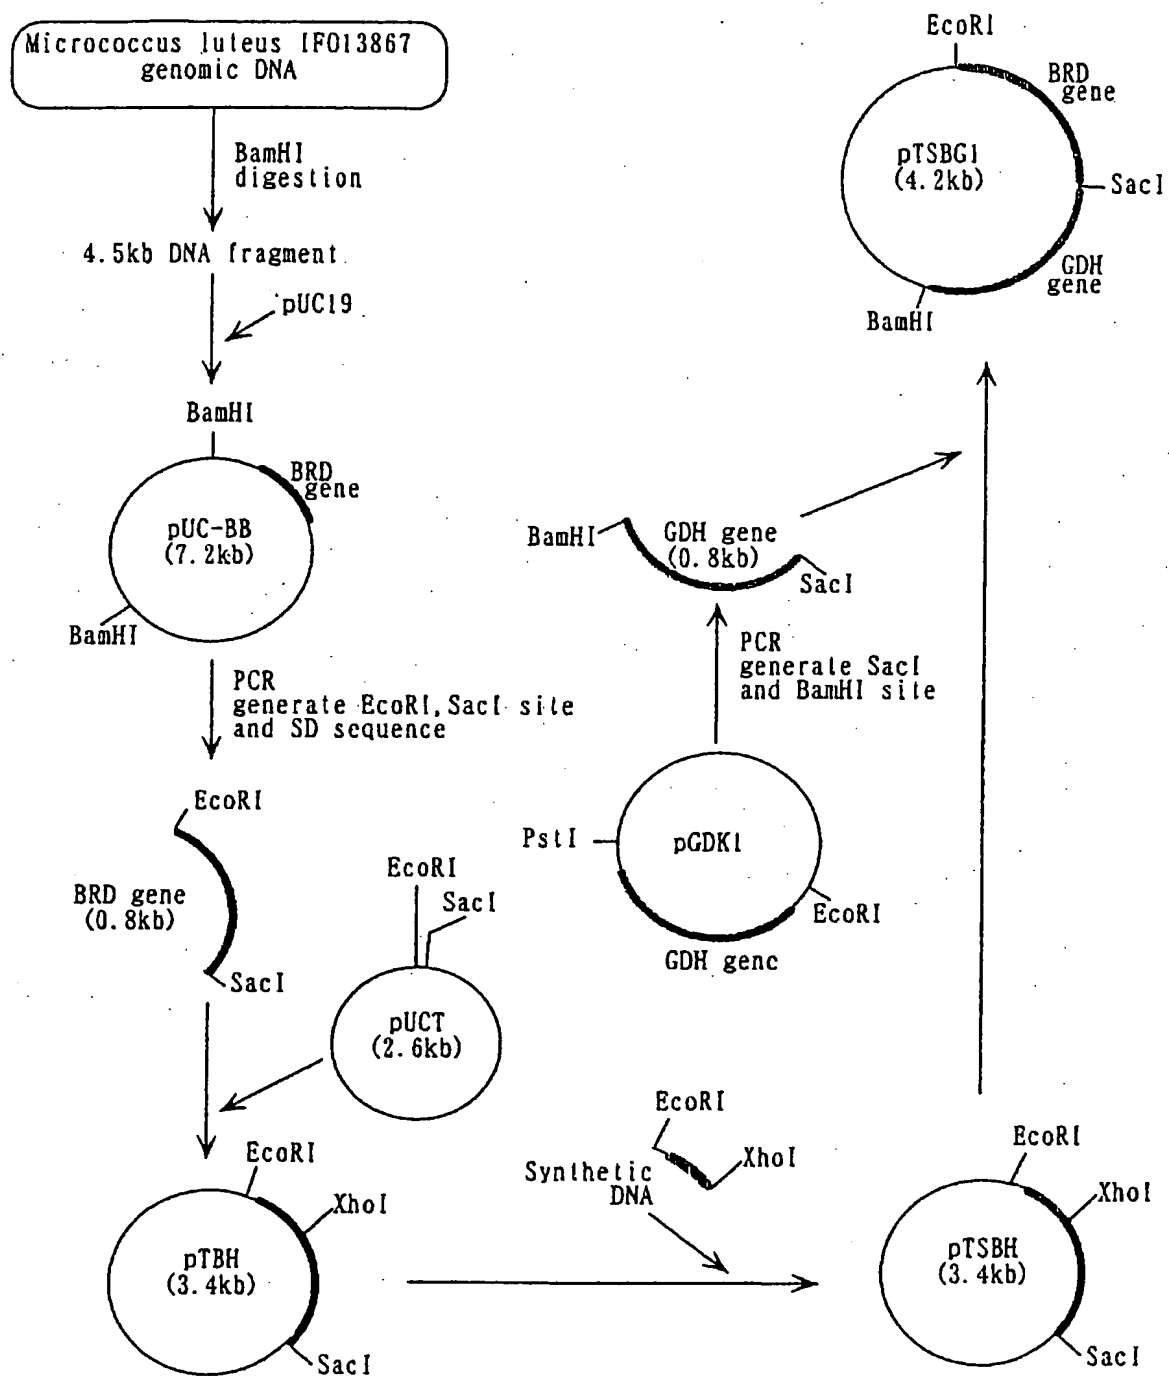 Micrococcus luteus IFO13867
genomic DNA
BamHI
digestion
4.5kb DNA fragment
pUC19
BamHI
BRD
gene
pUC-BB
(7.2kb)
BamHI
PCR
generate EcoRI, SacI site
and SD sequence
EcoRI
BRD gene
(0.8kb)
SacI
EcoRI
SacI
pUCT
(2.6kb)
EcoRI
XhoI
pTBH
(3.4kb)
SacI
EcoRI
XhoI
Synthetic
DNA
EcoRI
XhoI
pTSBH
(3.4kb)
SacI
PstI
pGDK1
EcoRI
GDH genc
PCR
generate SacI
and BamHI site
BamHI
GDH gene
(0.8kb)
SacI
EcoRI
BRD
gene
pTSBG1
(4.2kb)
SacI
GDH
gene
BamHI